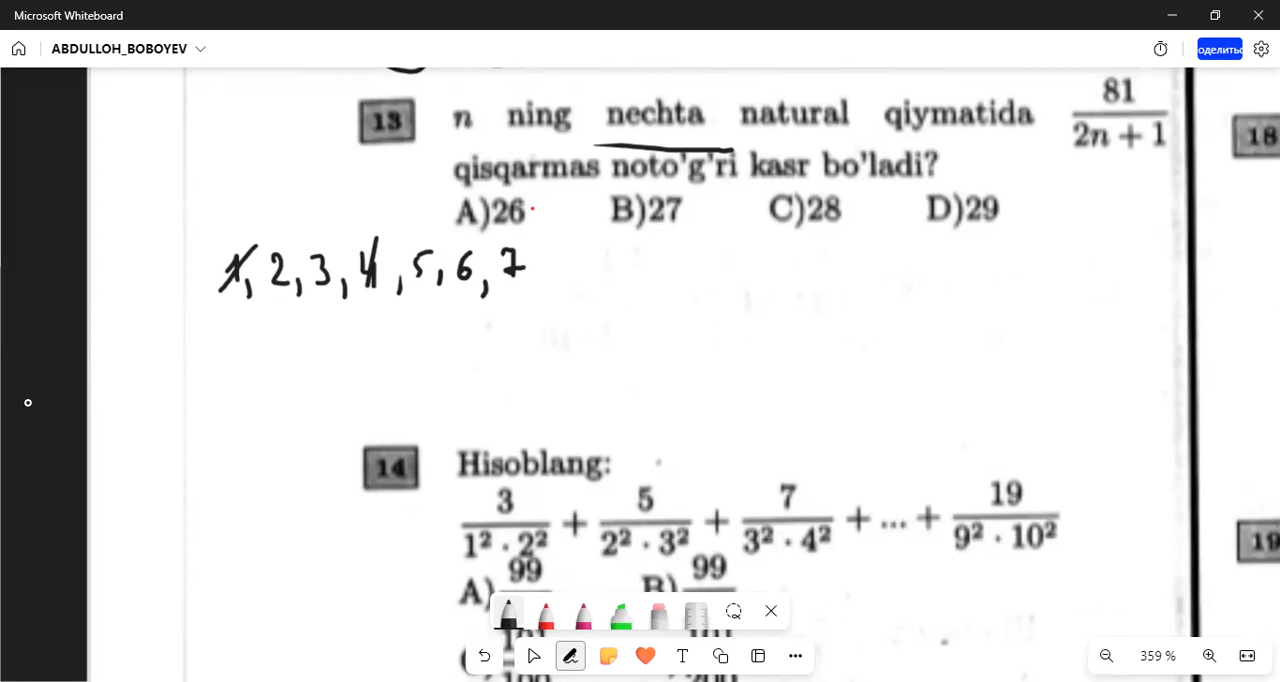 Microsoft Whiteboard
ABDULLOH_BOBOYEV
оделитьс
13 n ning nechta natural qiymatida 81/(2n + 1)
qisqarmas noto'g'ri kasr bo'ladi?
A)26 B)27 C)28 D)29
18
1, 2, 3, 4, 5, 6, 7
14 Hisoblang:
3/(1² · 2²) + 5/(2² · 3²) + 7/(3² · 4²) + ... + 19/(9² · 10²)
19
A) 99 B) 99
359 %